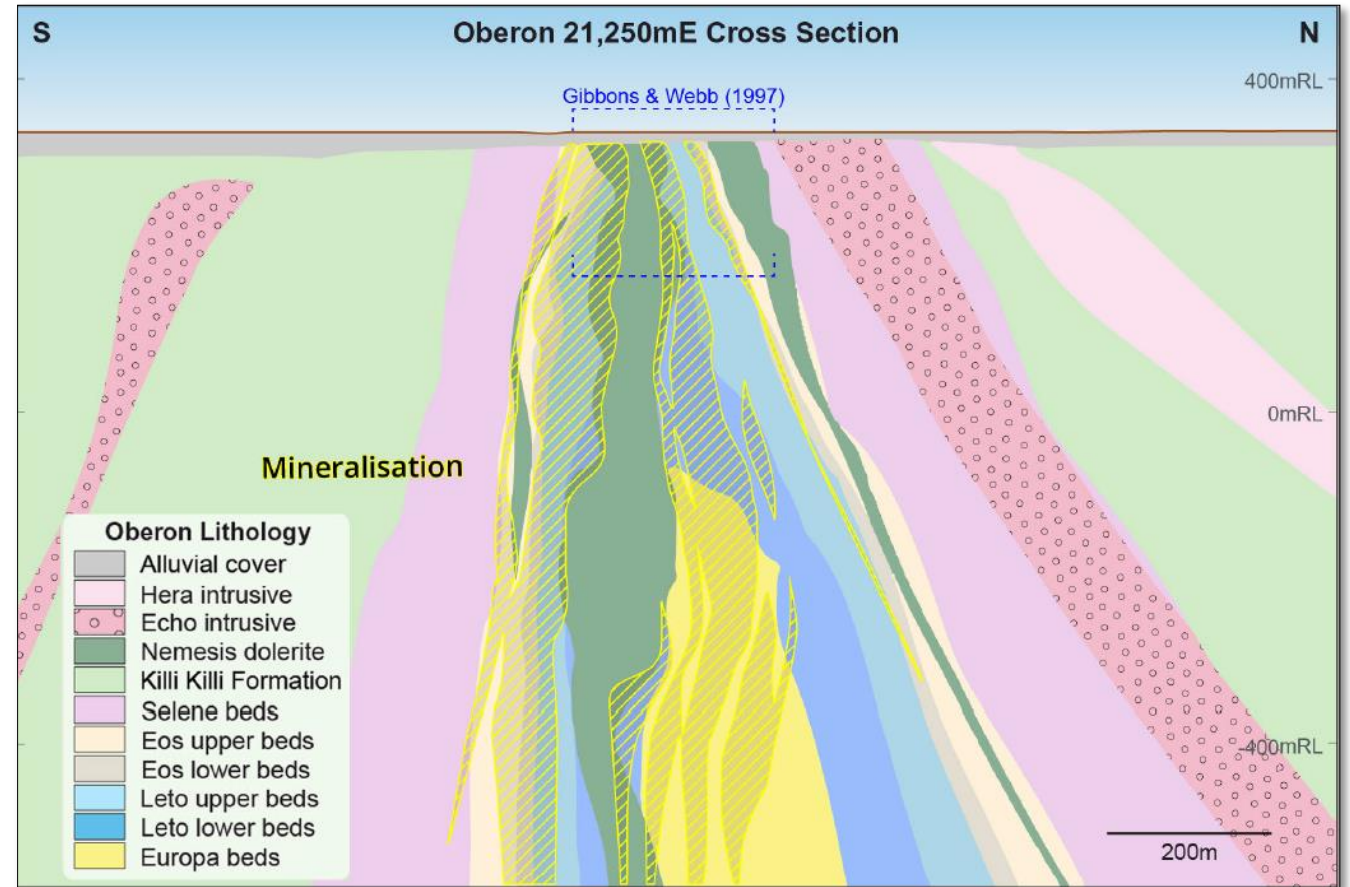 S
Oberon 21,250mE Cross Section
N
400mRL
Gibbons & Webb (1997)
0mRL
Mineralisation
Oberon Lithology
Alluvial cover
Hera intrusive
Echo intrusive
Nemesis dolerite
Killi Killi Formation
Selene beds
Eos upper beds
Eos lower beds
Leto upper beds
Leto lower beds
Europa beds
-400mRL
200m